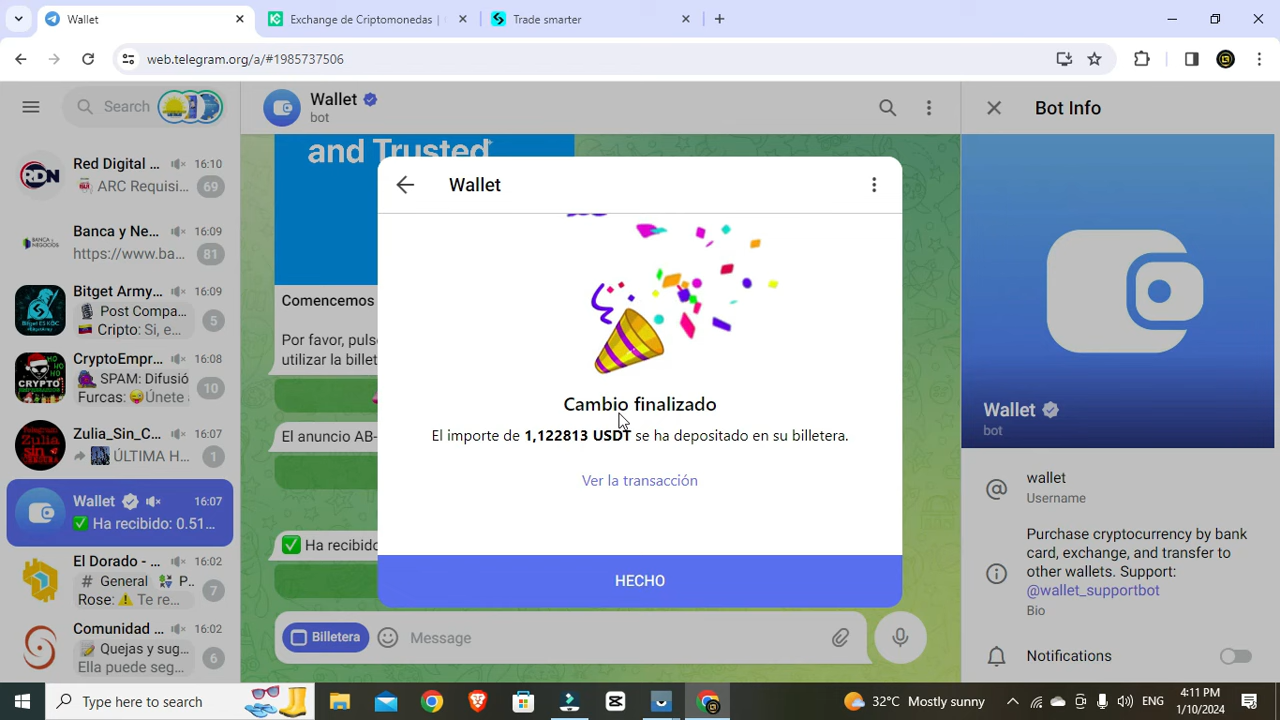 Wallet
Exchange de Criptomonedas |
Trade smarter
web.telegram.org/a/#1985737506
Search
RDN
Red Digital ...
16:10
ARC Requisi...
69
BANCA y NEGOCIOS
Banca y Ne...
16:09
https://www.ba...
81
Bitget Army...
16:09
Post Compa...
Cripto: Si, e...
5
CRYPTO
CryptoEmpr...
16:08
SPAM: Difusió
Furcas: 😜Únete a
10
Zulia_Sin_C...
16:07
ÚLTIMA H...
1
Wallet
16:07
✅ Ha recibido: 0.51...
El Dorado - ...
16:02
# General P...
Rose: ⚠️ Te re...
7
Comunidad ...
16:02
Quejas y sug...
Ella puede seg...
6
Wallet
bot
and Trusted
Comencemos
Por favor, puls
utilizar la billet
El anuncio AB-
✅ Ha recibido
Billetera
Message
Wallet
Cambio finalizado
El importe de 1,122813 USDT se ha depositado en su billetera.
Ver la transacción
HECHO
Bot Info
Wallet
bot
wallet
Username
Purchase cryptocurrency by bank
card, exchange, and transfer to
other wallets. Support:
@wallet_supportbot
Bio
Notifications
Type here to search
32°C Mostly sunny
ENG
4:11 PM
1/10/2024